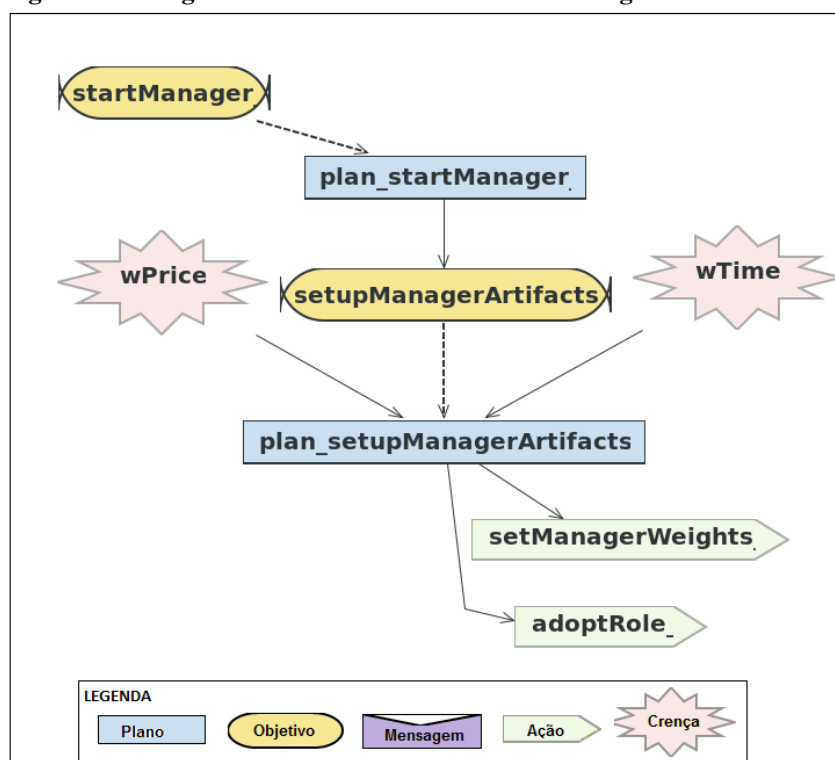 startManager
plan_startManager
wPrice
wTime
setupManagerArtifacts
plan_setupManagerArtifacts
setManagerWeights
adoptRole
LEGENDA
Plano
Objetivo
Mensagem
Ação
Crença